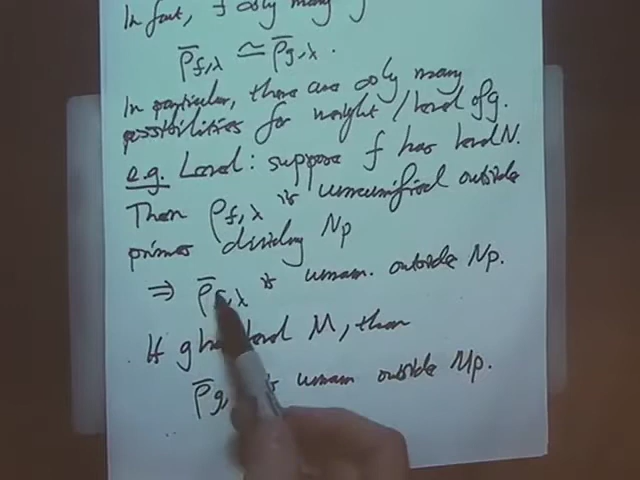 In fact, f only many
ρ̄f,λ ≃ ρ̄g,λ.
In particular, there are only many
possibilities for weight/level of g.
e.g. Level: suppose f has level N.
Then ρf,λ is unramified outside
primes dividing Np
⇒ ρ̄f,λ is unram. outside Np.
If g has level M, then
ρ̄g, is unram outside Mp.